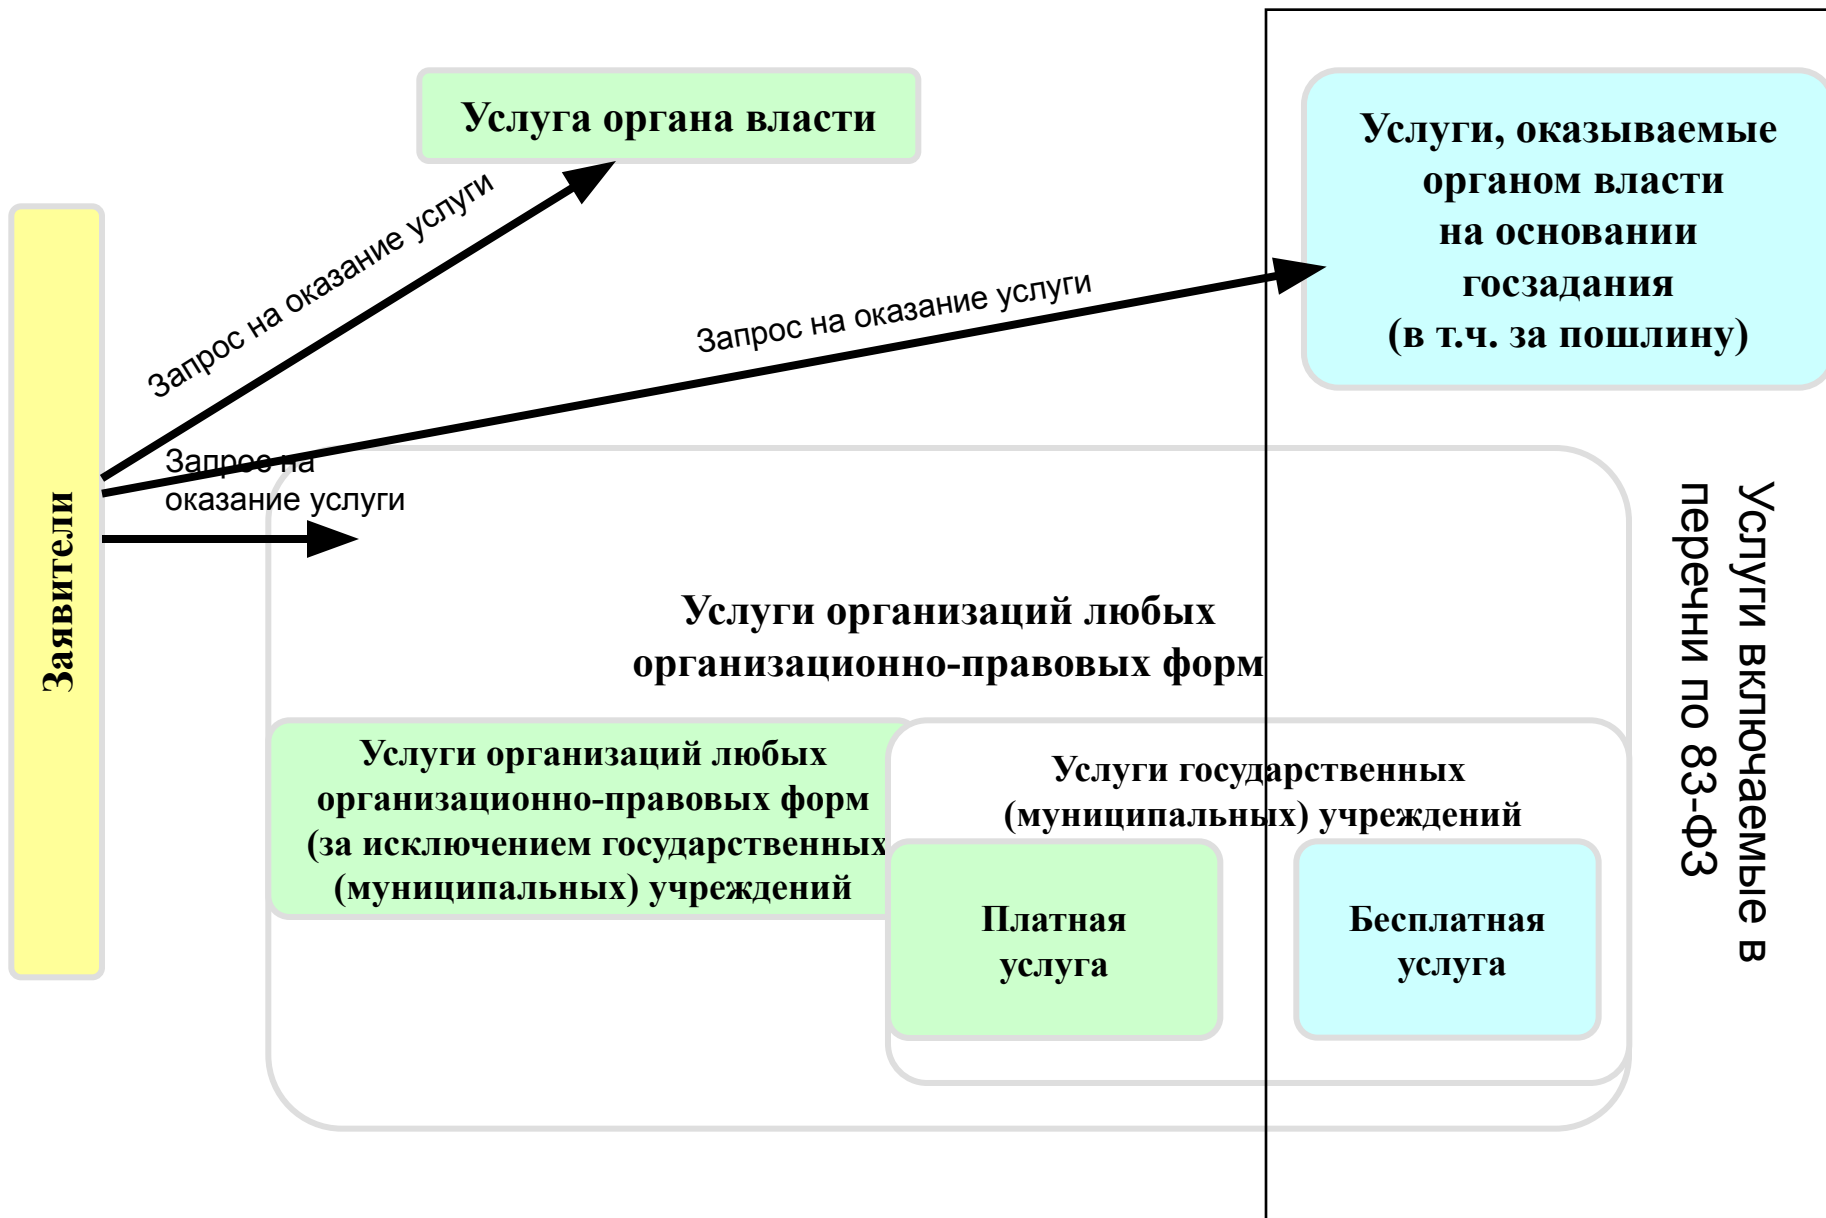 Услуга органа власти
Услуги, оказываемые
органом власти
на основании
госзадания
(в т.ч. за пошлину)
Запрос на оказание услуги
Запрос на оказание услуги
Запрос на
оказание услуги
Заявители
Услуги организаций любых
организационно-правовых форм
Услуги организаций любых
организационно-правовых форм
(за исключением государственных
(муниципальных) учреждений
Услуги государственных
(муниципальных) учреждений
Платная
услуга
Бесплатная
услуга
Услуги включаемые в
перечни по 83-ФЗ